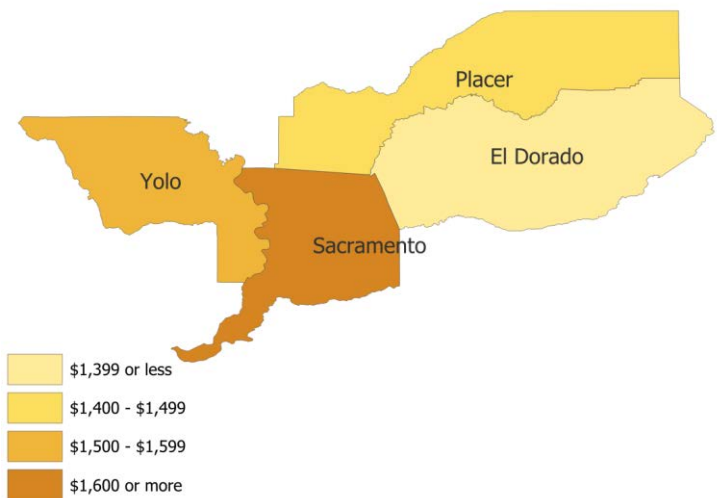 Placer
El Dorado
Yolo
Sacramento
$1,399 or less
$1,400 - $1,499
$1,500 - $1,599
$1,600 or more